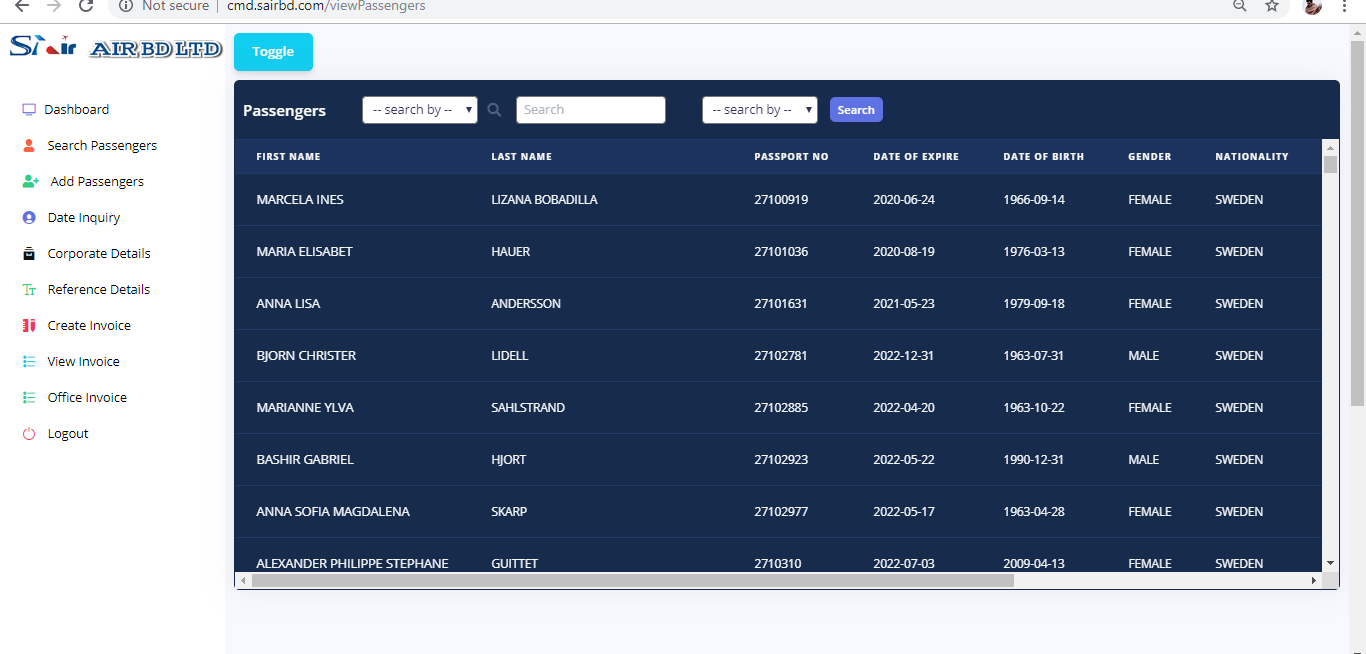 Not secure | cmd.sairbd.com/viewPassengers
AIR BD LTD
Toggle
Dashboard
Search Passengers
Add Passengers
Date Inquiry
Corporate Details
Reference Details
Create Invoice
View Invoice
Office Invoice
Logout
Passengers -- search by -- Search -- search by -- Search
FIRST NAME LAST NAME PASSPORT NO DATE OF EXPIRE DATE OF BIRTH GENDER NATIONALITY
MARCELA INES LIZANA BOBADILLA 27100919 2020-06-24 1966-09-14 FEMALE SWEDEN
MARIA ELISABET HAUER 27101036 2020-08-19 1976-03-13 FEMALE SWEDEN
ANNA LISA ANDERSSON 27101631 2021-05-23 1979-09-18 FEMALE SWEDEN
BJORN CHRISTER LIDELL 27102781 2022-12-31 1963-07-31 MALE SWEDEN
MARIANNE YLVA SAHLSTRAND 27102885 2022-04-20 1963-10-22 FEMALE SWEDEN
BASHIR GABRIEL HJORT 27102923 2022-05-22 1990-12-31 MALE SWEDEN
ANNA SOFIA MAGDALENA SKARP 27102977 2022-05-17 1963-04-28 FEMALE SWEDEN
ALEXANDER PHILIPPE STEPHANE GUITTET 2710310 2022-07-03 2009-04-13 FEMALE SWEDEN